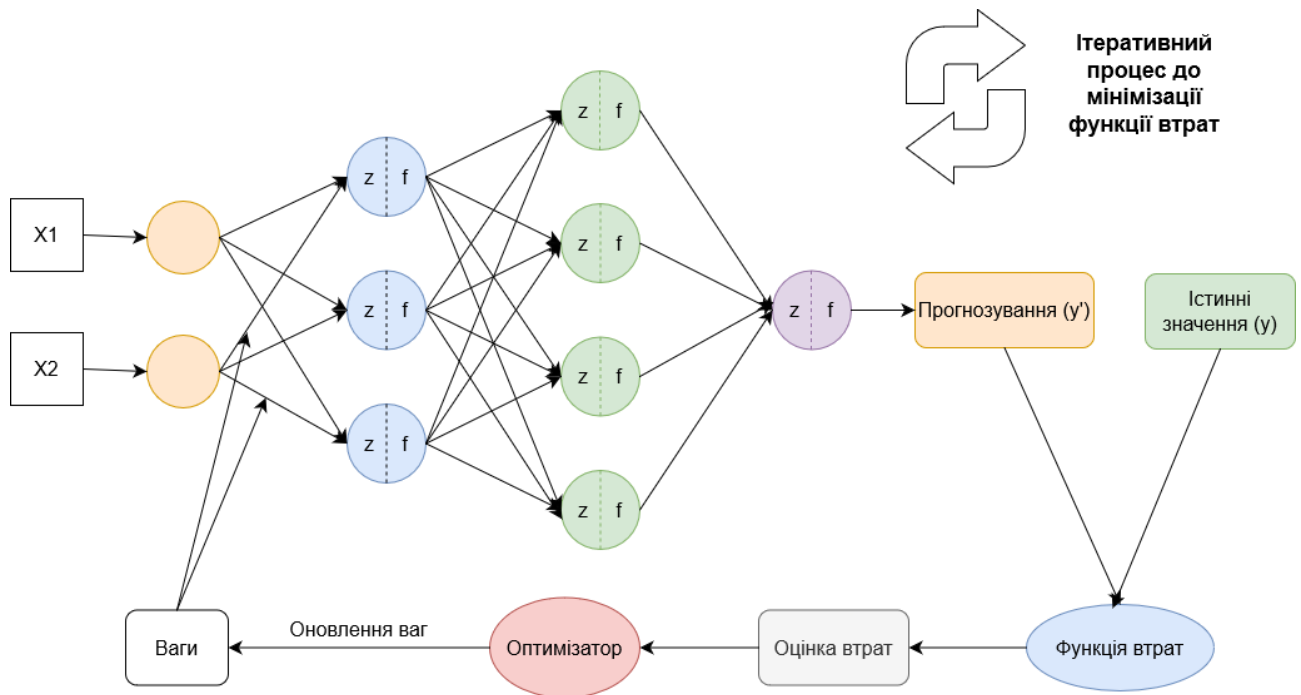 Ітеративний
процес до
мінімізації
функції втрат
z f
z f
z f
z f
z f
z f
z f
z f
X1
X2
Прогнозування (y')
Істинні
значення (y)
Ваги
Оновлення ваг
Оптимізатор
Оцінка втрат
Функція втрат